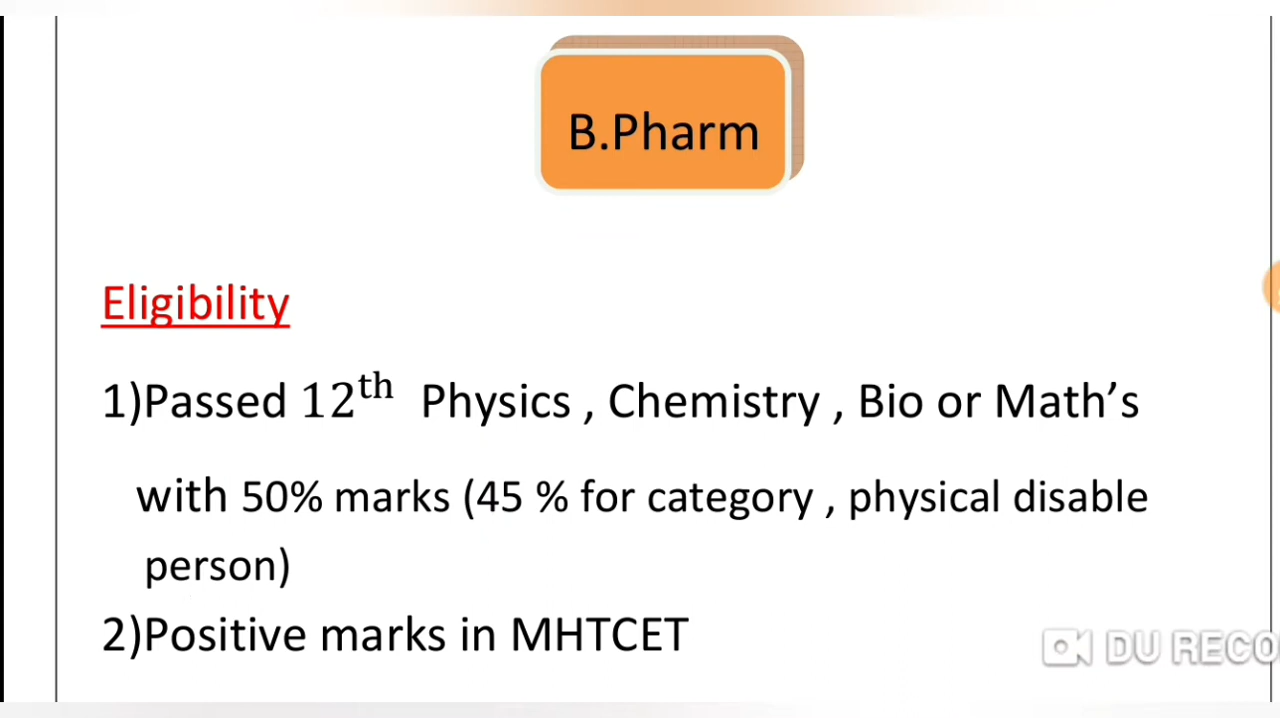 B.Pharm
Eligibility
1)Passed 12th Physics , Chemistry , Bio or Math’s
with 50% marks (45 % for category , physical disable
person)
2)Positive marks in MHTCET
DU RECO